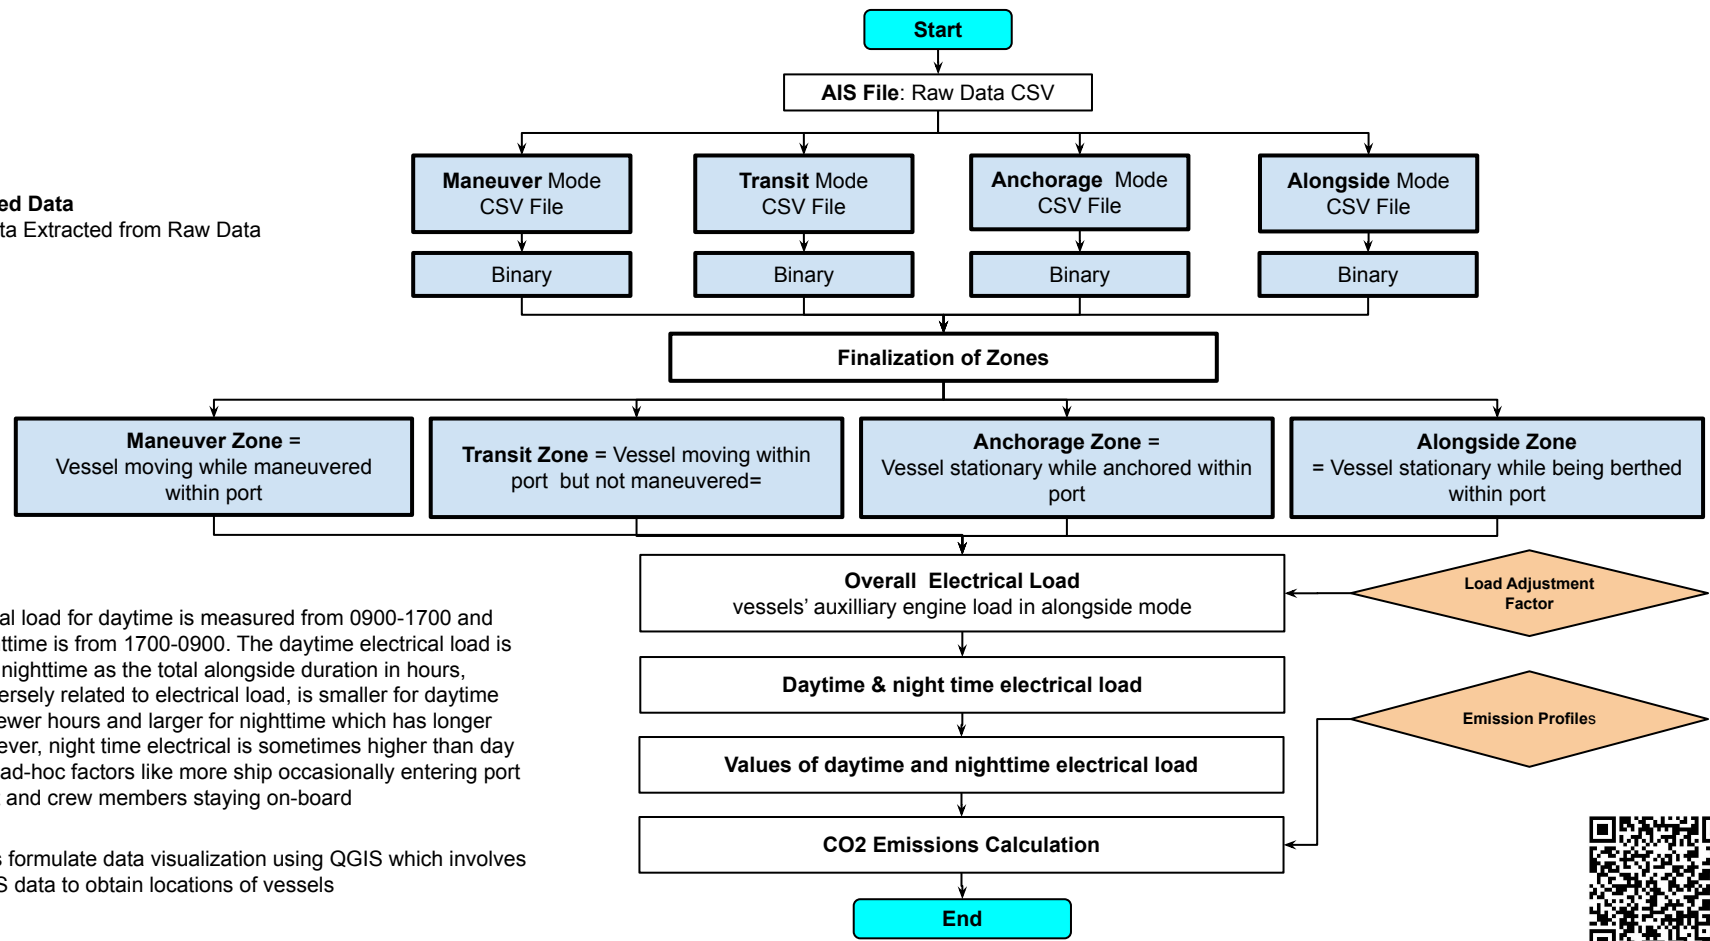 Start
AIS File: Raw Data CSV
Maneuver Mode
CSV File
Transit Mode
CSV File
Anchorage Mode
CSV File
Alongside Mode
CSV File
ed Data
ta Extracted from Raw Data
Binary
Binary
Binary
Binary
Finalization of Zones
Maneuver Zone =
Vessel moving while maneuvered
within port
Transit Zone = Vessel moving within
port but not maneuvered=
Anchorage Zone =
Vessel stationary while anchored within
port
Alongside Zone
= Vessel stationary while being berthed
within port
Overall Electrical Load
vessels' auxilliary engine load in alongside mode
Load Adjustment
Factor
al load for daytime is measured from 0900-1700 and
ttime is from 1700-0900. The daytime electrical load is
nighttime as the total alongside duration in hours,
ersely related to electrical load, is smaller for daytime
ewer hours and larger for nighttime which has longer
ever, night time electrical is sometimes higher than day
ad-hoc factors like more ship occasionally entering port
and crew members staying on-board
Daytime & night time electrical load
Emission Profiles
Values of daytime and nighttime electrical load
CO2 Emissions Calculation
s formulate data visualization using QGIS which involves
S data to obtain locations of vessels
End